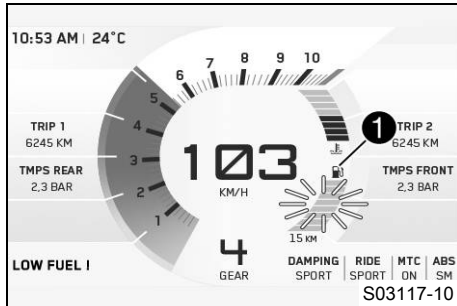 10:53 AM | 24°C
1 2 3 4 5 6 7 8 9 10
1
TRIP 1
6245 KM
TRIP 2
6245 KM
TMPS REAR
2,3 BAR
103
KM/H
TMPS FRONT
2,3 BAR
15 KM
4
GEAR
LOW FUEL !
DAMPING
SPORT
RIDE
SPORT
MTC
ON
ABS
SM
S03117-10